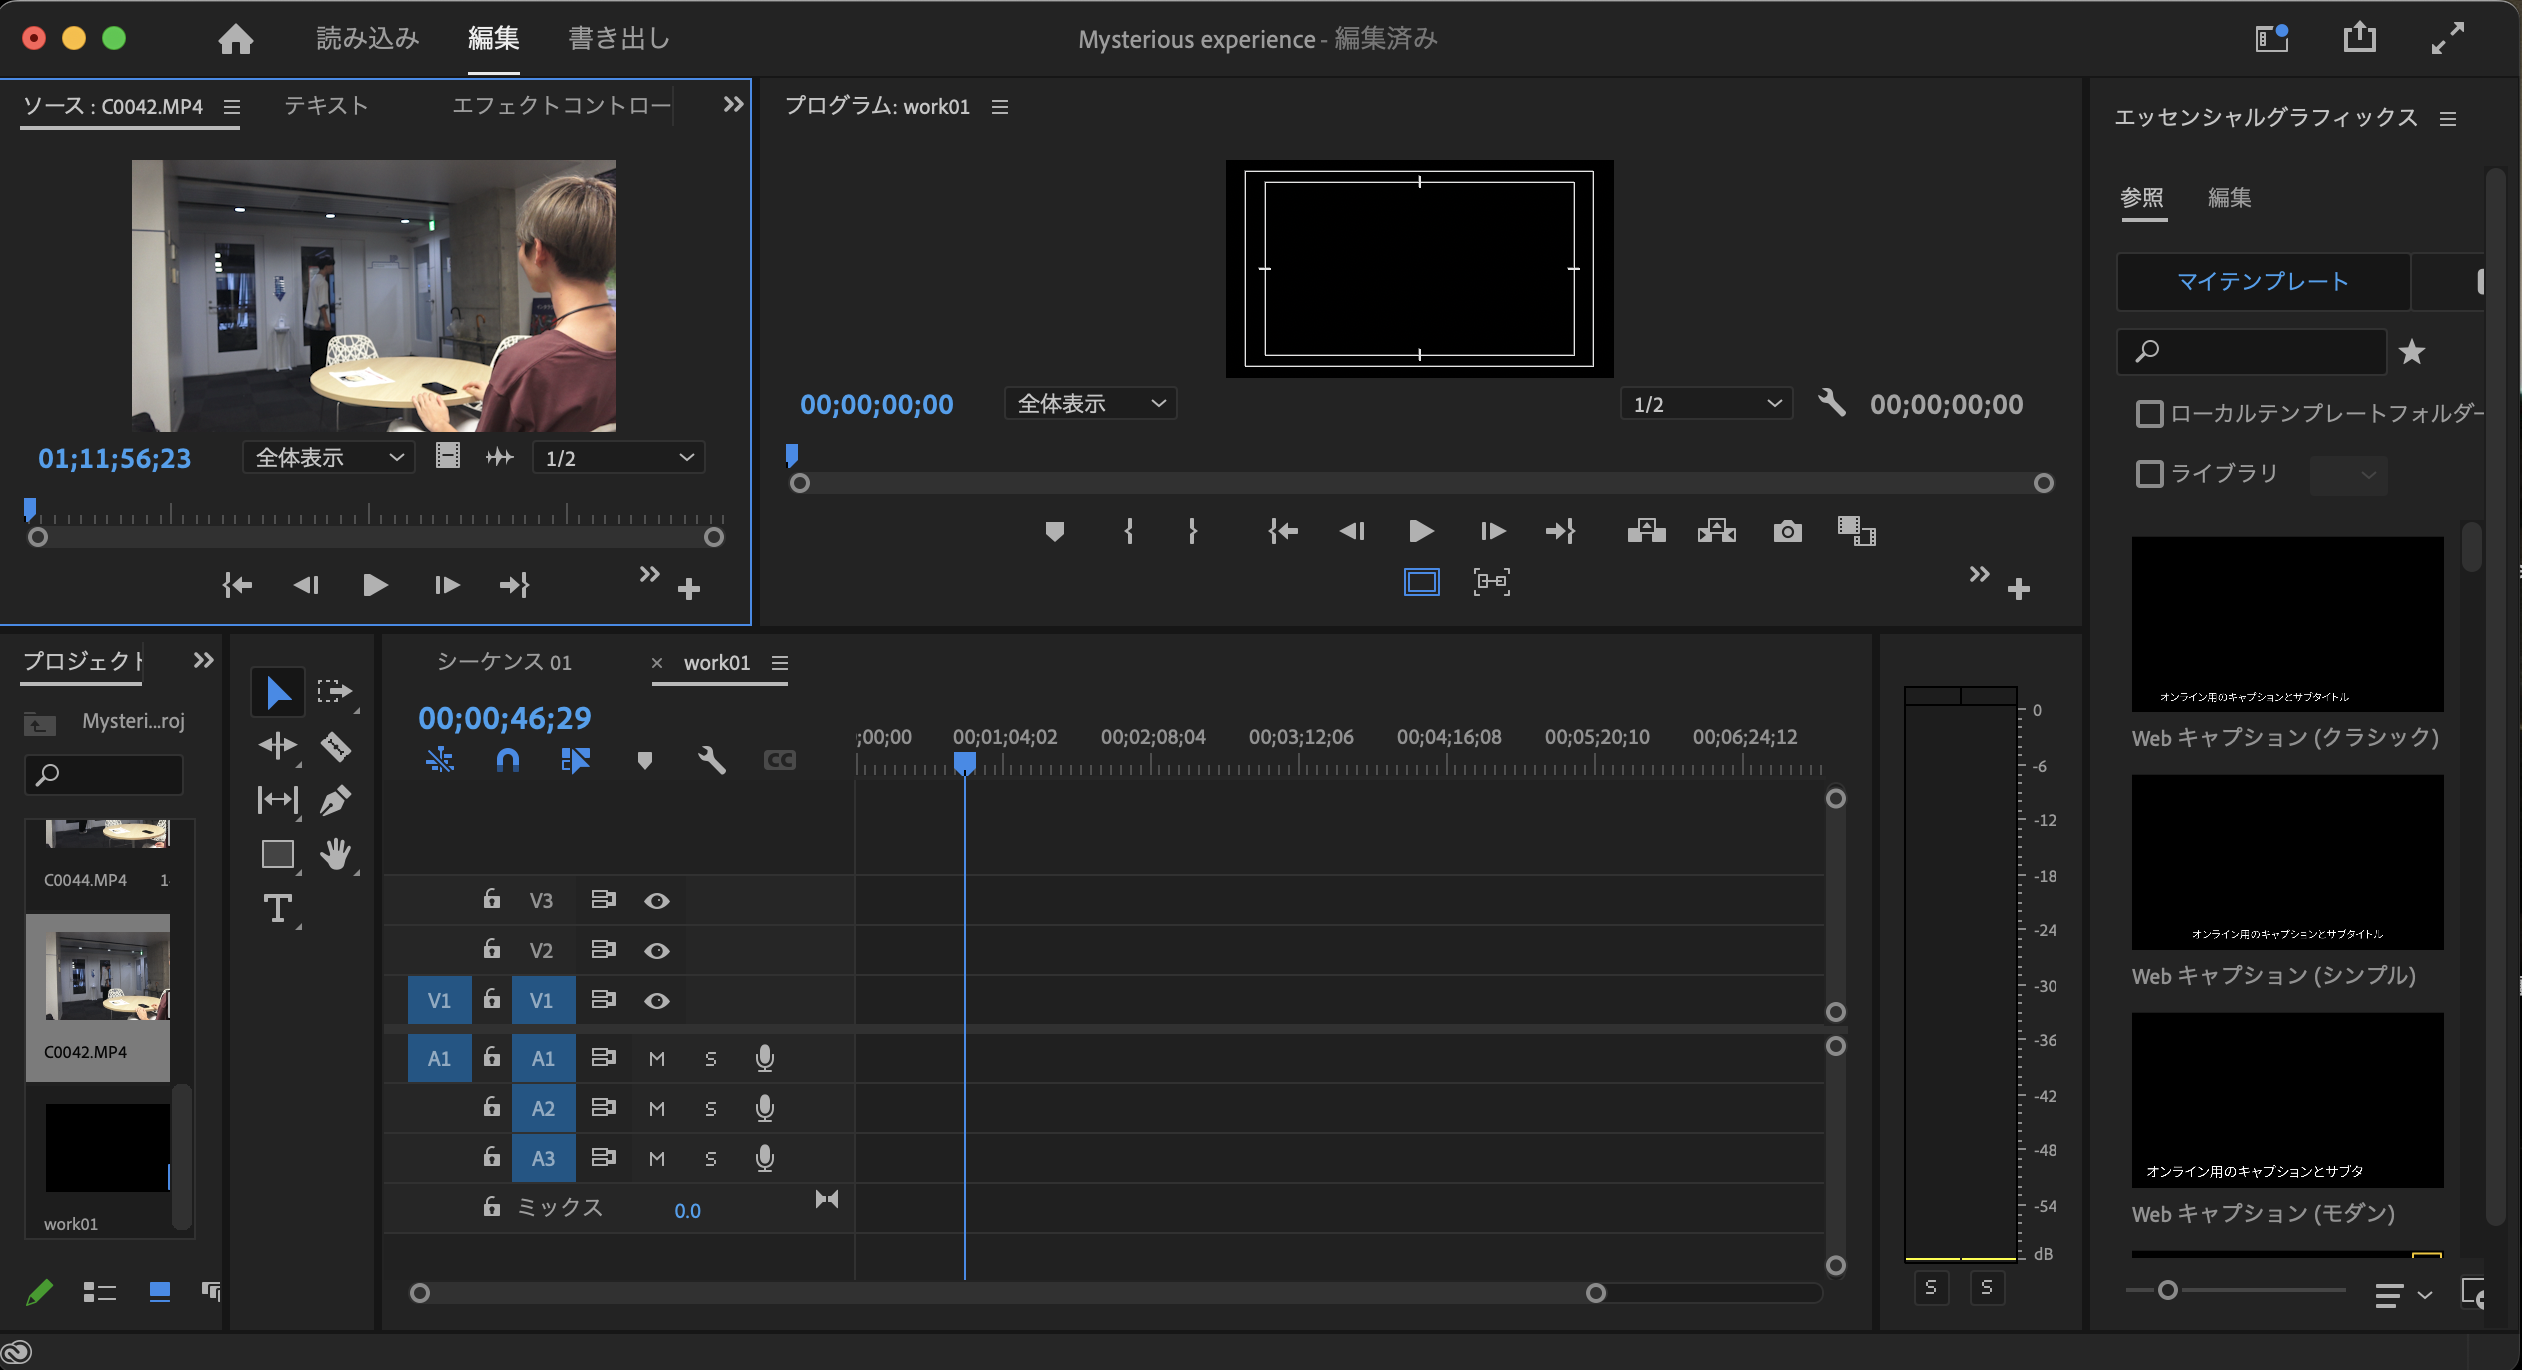 読み込み
編集
書き出し
Mysterious experience - 編集済み
ソース : C0042.MP4
テキスト
エフェクトコントロー
プログラム: work01
エッセンシャルグラフィックス
参照
編集
マイテンプレート
ローカルテンプレートフォルダー
ライブラリ
01;11;56;23
全体表示
1/2
00;00;00;00
全体表示
1/2
00;00;00;00
オンライン用のキャプションとサブタイトル
Web キャプション (クラシック)
オンライン用のキャプションとサブタイトル
Web キャプション (シンプル)
オンライン用のキャプションとサブタ
Web キャプション (モダン)
プロジェクト
Mysteri...roj
C0044.MP4
C0042.MP4
work01
T
シーケンス 01
× work01
00;00;46;29
CC
;00;00
00;01;04;02
00;02;08;04
00;03;12;06
00;04;16;08
00;05;20;10
00;06;24;12
V3
V2
V1 V1
A1 A1 M S
A2 M S
A3 M S
ミックス 0.0
0
-6
-12
-18
-24
-30
-36
-42
-48
-54
dB
S S